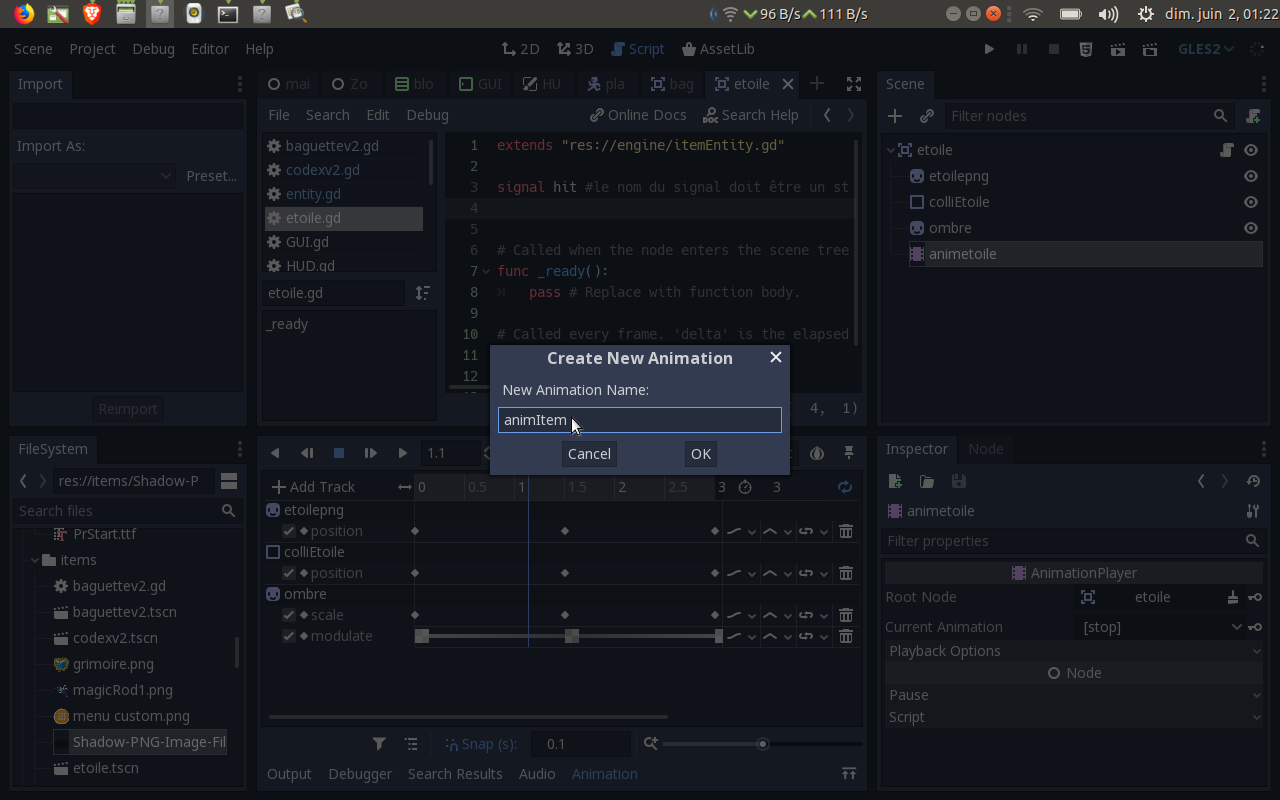 96 B/s 111 B/s
dim. juin 2, 01:22
Scene Project Debug Editor Help
2D 3D Script AssetLib
GLES2
Import
Import As:
Preset...
Reimport
mai Zo blo GUI HU pla bag etoile
File Search Edit Debug
Online Docs Search Help
baguettev2.gd
codexv2.gd
entity.gd
etoile.gd
GUI.gd
HUD.gd
etoile.gd
_ready
1 extends "res://engine/itemEntity.gd"
2
3 signal hit #le nom du signal doit être un st
4
5
6 # Called when the node enters the scene tree
7 func _ready():
8 pass # Replace with function body.
9
10 # Called every frame. 'delta' is the elapsed
11
12
4, 1)
Create New Animation
New Animation Name:
animItem
Cancel OK
Scene
Filter nodes
etoile
etoilepng
colliEtoile
ombre
animetoile
FileSystem
res://items/Shadow-P
Search files
PrStart.ttf
items
baguettev2.gd
baguettev2.tscn
codexv2.tscn
grimoire.png
magicRod1.png
menu custom.png
Shadow-PNG-Image-Fil
etoile.tscn
1.1
Add Track 0 0.5 1 1.5 2 2.5 3 3
etoilepng
position
colliEtoile
position
ombre
scale
modulate
Snap (s): 0.1
Output Debugger Search Results Audio Animation
Inspector Node
animetoile
Filter properties
AnimationPlayer
Root Node etoile
Current Animation [stop]
Playback Options
Node
Pause
Script